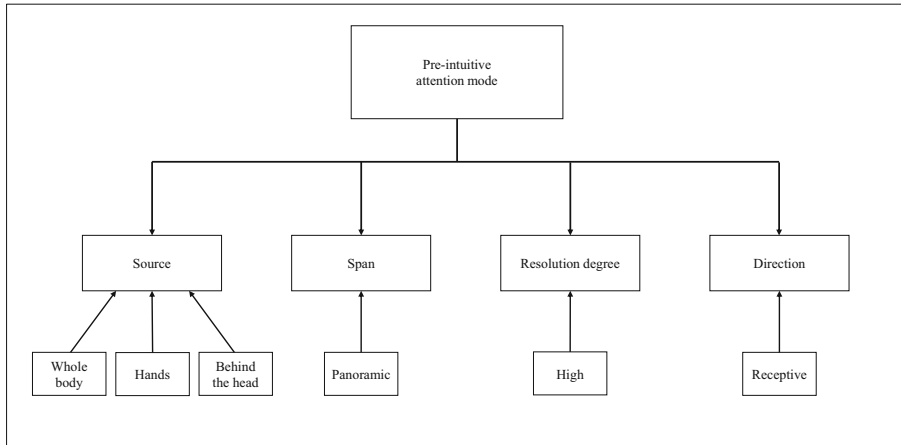 Pre-intuitive
attention mode
Source
Span
Resolution degree
Direction
Whole
body
Hands
Behind
the head
Panoramic
High
Receptive